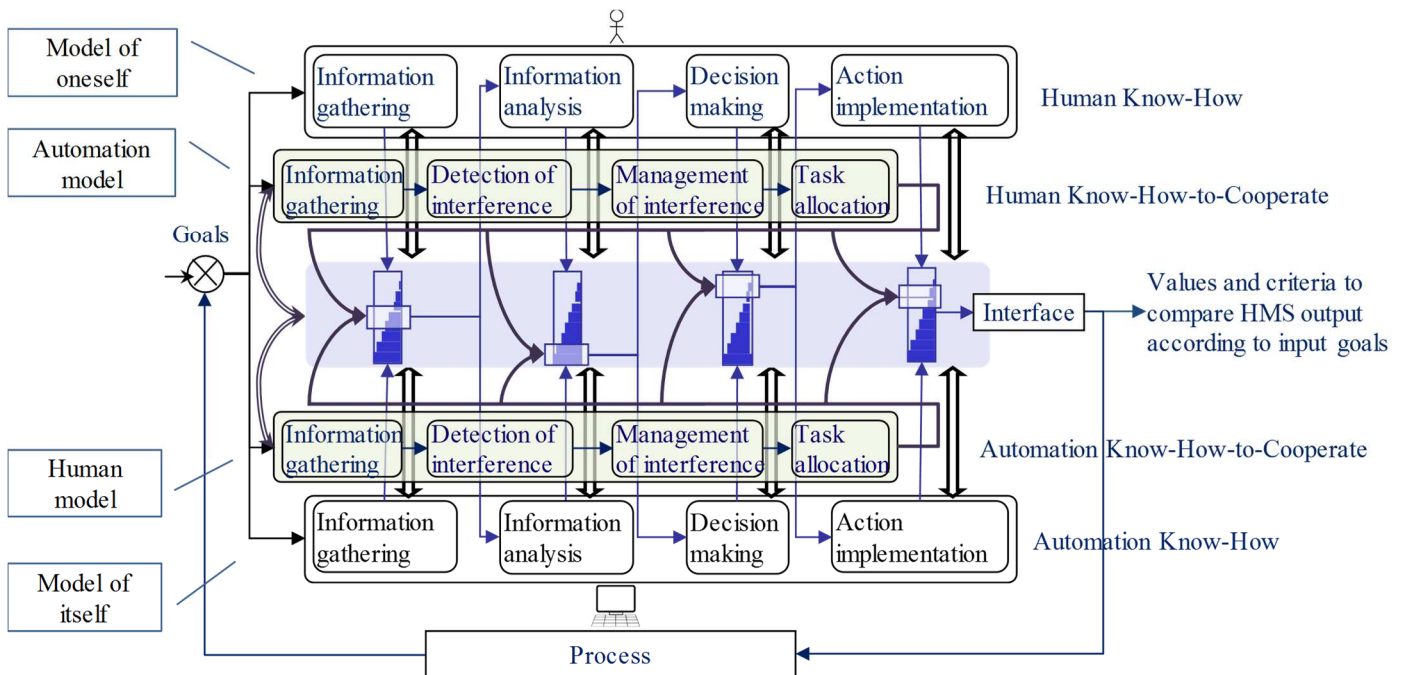 Model of
oneself
Automation
model
Goals
Human
model
Model of
itself
Information
gathering
Information
analysis
Decision
making
Action
implementation
Human Know-How
Information
gathering
Detection of
interference
Management
of interference
Task
allocation
Human Know-How-to-Cooperate
Interface
Values and criteria to
compare HMS output
according to input goals
Information
gathering
Detection of
interference
Management
of interference
Task
allocation
Automation Know-How-to-Cooperate
Information
gathering
Information
analysis
Decision
making
Action
implementation
Automation Know-How
Process